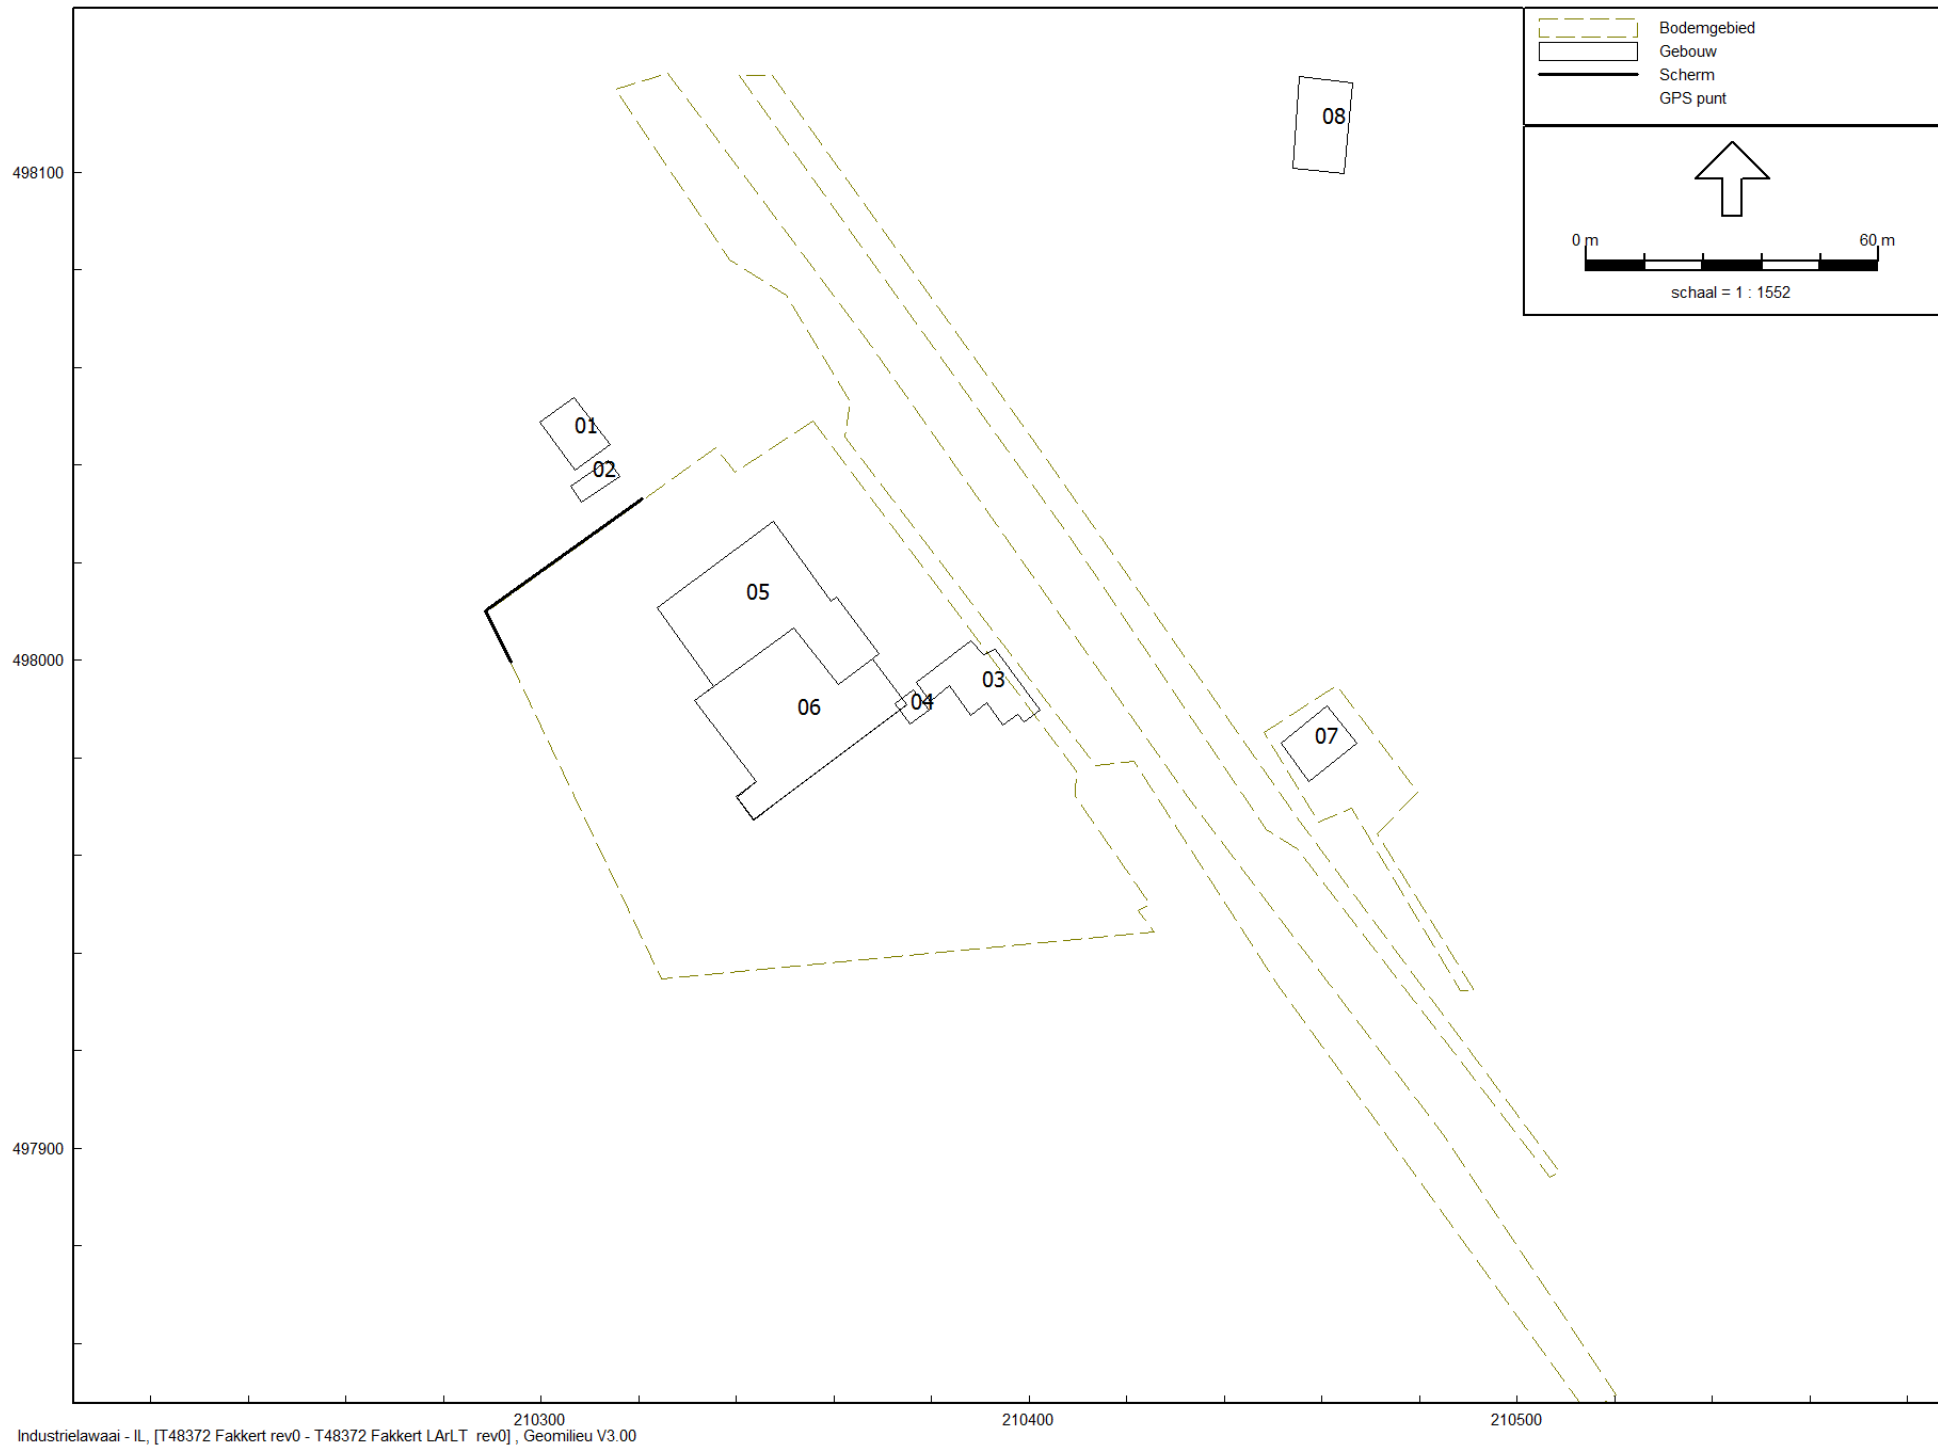 Bodemgebied
Gebouw
Scherm
GPS punt
0 m 60 m
schaal = 1 : 1552
08
498100
01
02
05
498000
03
04
06
07
497900
210300 210400 210500
Industrielawaai - IL, [T48372 Fakkert rev0 - T48372 Fakkert LArLT rev0] , Geomilieu V3.00